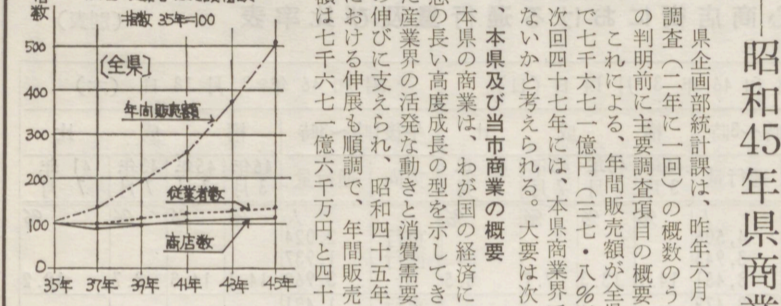 昭和45年県商業
県企画部統計課は、昨年六月
調査（二年に一回）の概数のう
の判明前に主要調査項目の概要
これによる、年間販売額が全県
で七千六七一億円（三七・八％
次回四十七年には、本県商業界
ないかと考えられる。大要は次
、本県及び当市商業の概要
本県の商業は、わが国の経済に
の長い高度成長の型を示してき
た産業界の活発な動きと消費需要
の伸びに支えられ、昭和四十五年
における伸展も順調で、年間販売
額は七千六七一億六千万円と四十
指数 35年=100
500
400
300
200
100
0
〔全県〕
年間販売額
従業者数
商店数
35年 37年 39年 41年 43年 45年